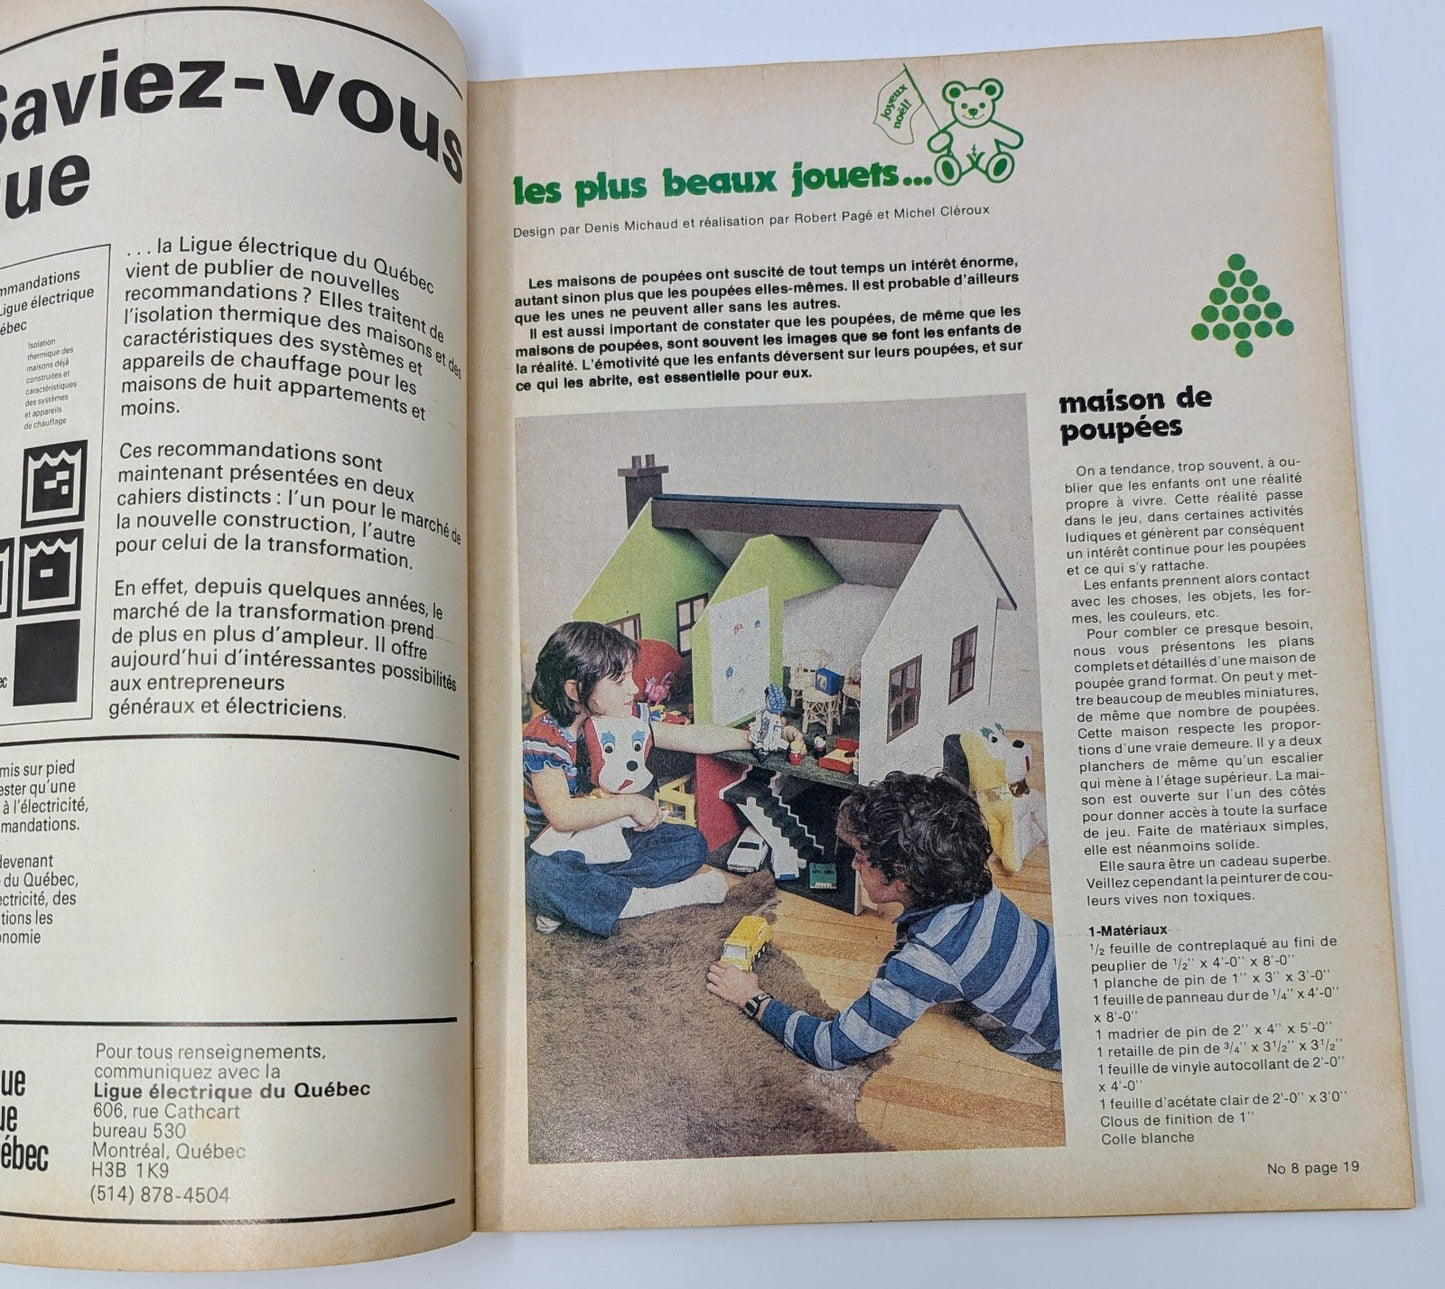 Saviez-vous
que
mmandations
Ligue électrique
ébec
Isolation
thermique des
maisons déjà
construites et
caractéristiques
des systèmes
et appareils
de chauffage
ec
. . . la Ligue électrique du Québec
vient de publier de nouvelles
recommandations ? Elles traitent de
l'isolation thermique des maisons et des
caractéristiques des systèmes et
appareils de chauffage pour les
maisons de huit appartements et
moins.
Ces recommandations sont
maintenant présentées en deux
cahiers distincts : l'un pour le marché de
la nouvelle construction, l'autre
pour celui de la transformation.
En effet, depuis quelques années, le
marché de la transformation prend
de plus en plus d'ampleur. Il offre
aujourd'hui d'intéressantes possibilités
aux entrepreneurs
généraux et électriciens.
mis sur pied
ester qu'une
à l'électricité,
mandations.
devenant
du Québec,
ectricité, des
tions les
onomie
ue
ue
ébec
Pour tous renseignements,
communiquez avec la
Ligue électrique du Québec
606, rue Cathcart
bureau 530
Montréal, Québec
H3B 1K9
(514) 878-4504
joyeux
noël!
les plus beaux jouets...
Design par Denis Michaud et réalisation par Robert Pagé et Michel Cléroux
Les maisons de poupées ont suscité de tout temps un intérêt énorme,
autant sinon plus que les poupées elles-mêmes. Il est probable d'ailleurs
que les unes ne peuvent aller sans les autres.
Il est aussi important de constater que les poupées, de même que les
maisons de poupées, sont souvent les images que se font les enfants de
la réalité. L'émotivité que les enfants déversent sur leurs poupées, et sur
ce qui les abrite, est essentielle pour eux.
maison de
poupées
On a tendance, trop souvent, à ou-
blier que les enfants ont une réalité
propre à vivre. Cette réalité passe
dans le jeu, dans certaines activités
ludiques et génèrent par conséquent
un intérêt continue pour les poupées
et ce qui s'y rattache.
Les enfants prennent alors contact
avec les choses, les objets, les for-
mes, les couleurs, etc.
Pour combler ce presque besoin,
nous vous présentons les plans
complets et détaillés d'une maison de
poupée grand format. On peut y met-
tre beaucoup de meubles miniatures,
de même que nombre de poupées.
Cette maison respecte les propor-
tions d'une vraie demeure. Il y a deux
planchers de même qu'un escalier
qui mène à l'étage supérieur. La mai-
son est ouverte sur l'un des côtés
pour donner accès à toute la surface
de jeu. Faite de matériaux simples,
elle est néanmoins solide.
Elle saura être un cadeau superbe.
Veillez cependant la peinturer de cou-
leurs vives non toxiques.
1-Matériaux
1/2 feuille de contreplaqué au fini de
peuplier de 1/2'' x 4'-0'' x 8'-0''
1 planche de pin de 1'' x 3'' x 3'-0''
1 feuille de panneau dur de 1/4'' x 4'-0''
x 8'-0''
1 madrier de pin de 2'' x 4'' x 5'-0''
1 retaille de pin de 3/4'' x 31/2'' x 31/2''
1 feuille de vinyle autocollant de 2'-0''
x 4'-0''
1 feuille d'acétate clair de 2'-0'' x 3'0''
Clous de finition de 1''
Colle blanche
No 8 page 19